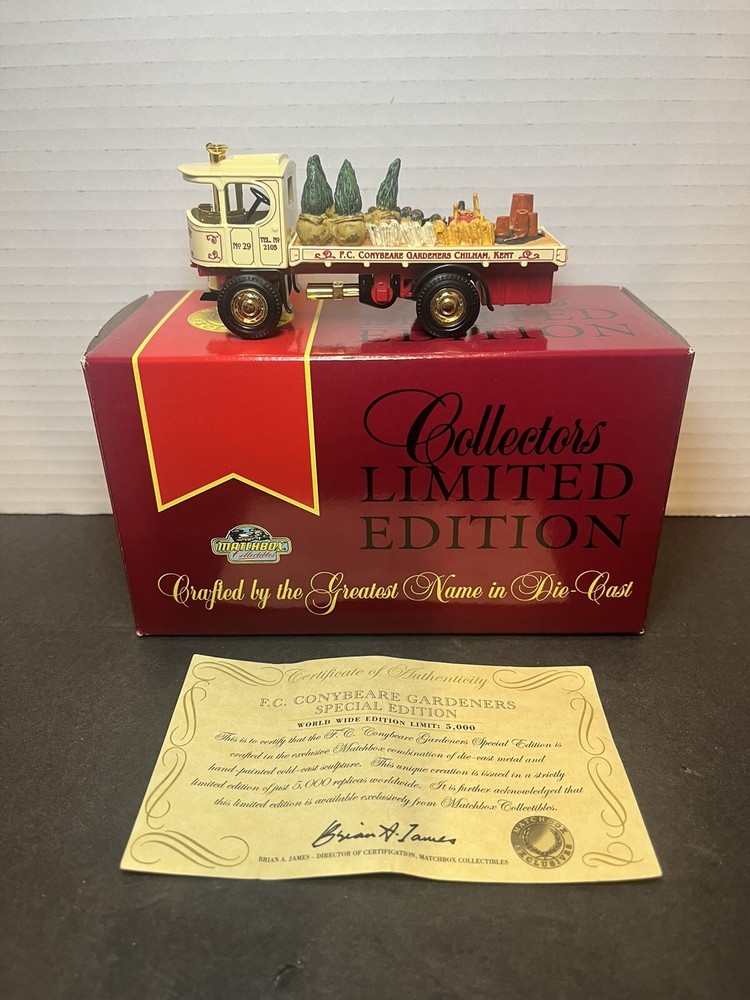 Nº 29
TEL. Nº
2103
F.C. CONYBEARE GARDENERS CHILHAM, KENT
LIMITED
EDITION
Collectors
LIMITED
EDITION
MATCHBOX
Collectibles
Crafted by the Greatest Name in Die-Cast
Certificate of Authenticity
F.C. CONYBEARE GARDENERS
SPECIAL EDITION
WORLD WIDE EDITION LIMIT: 5,000
This is to certify that the F. C. Conybeare Gardeners Special Edition is
crafted in the exclusive Matchbox combination of die-cast metal and
hand-painted cold-cast sculpture. This unique creation is issued in a strictly
limited edition of just 5,000 replicas worldwide. It is further acknowledged that
this limited edition is available exclusively from Matchbox Collectibles.
Brian A. James
BRIAN A. JAMES – DIRECTOR OF CERTIFICATION, MATCHBOX COLLECTIBLES
MATCHBOX
EXCLUSIVES